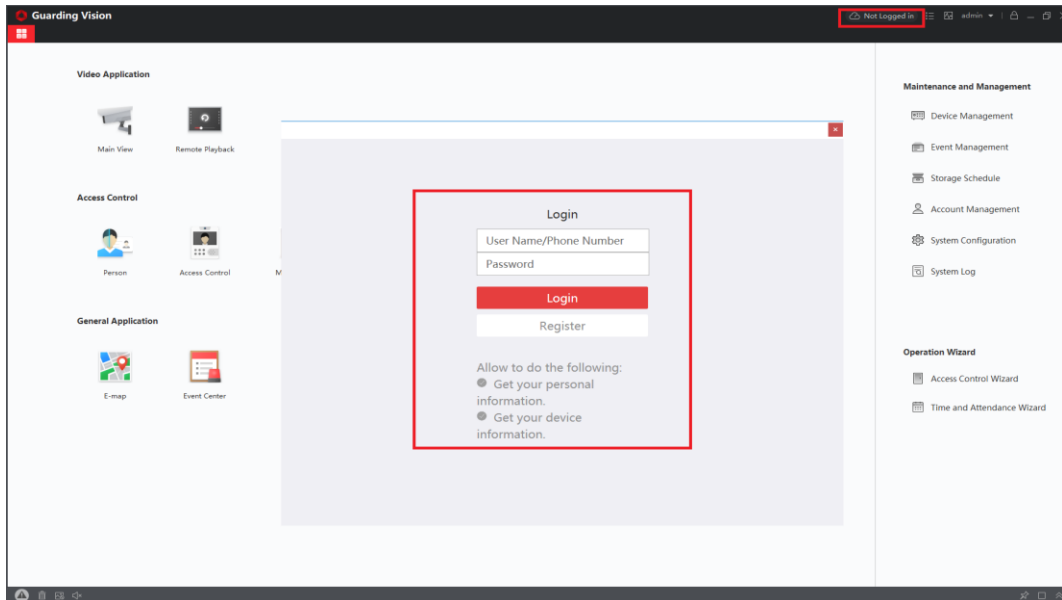 Guarding Vision
Not Logged in
admin
Video Application
Main View
Remote Playback
Access Control
Person
Access Control
M
General Application
E-map
Event Center
Login
User Name/Phone Number
Password
Login
Register
Allow to do the following:
Get your personal
information.
Get your device
information.
Maintenance and Management
Device Management
Event Management
Storage Schedule
Account Management
System Configuration
System Log
Operation Wizard
Access Control Wizard
Time and Attendance Wizard